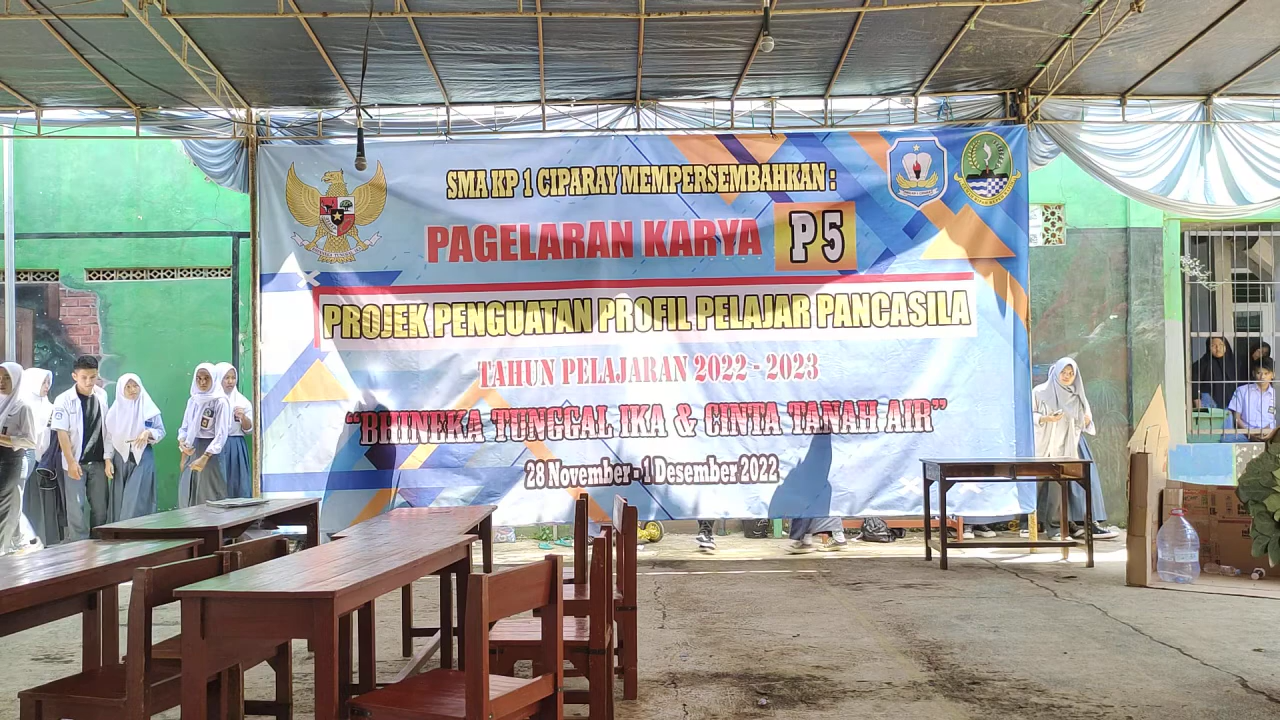 SMA KP 1 CIPARAY MEMPERSEMBAHKAN :
PAGELARAN KARYA P5
PROJEK PENGUATAN PROFIL PELAJAR PANCASILA
TAHUN PELAJARAN 2022 - 2023
“BHINEKA TUNGGAL IKA & CINTA TANAH AIR”
28 November - 1 Desember 2022